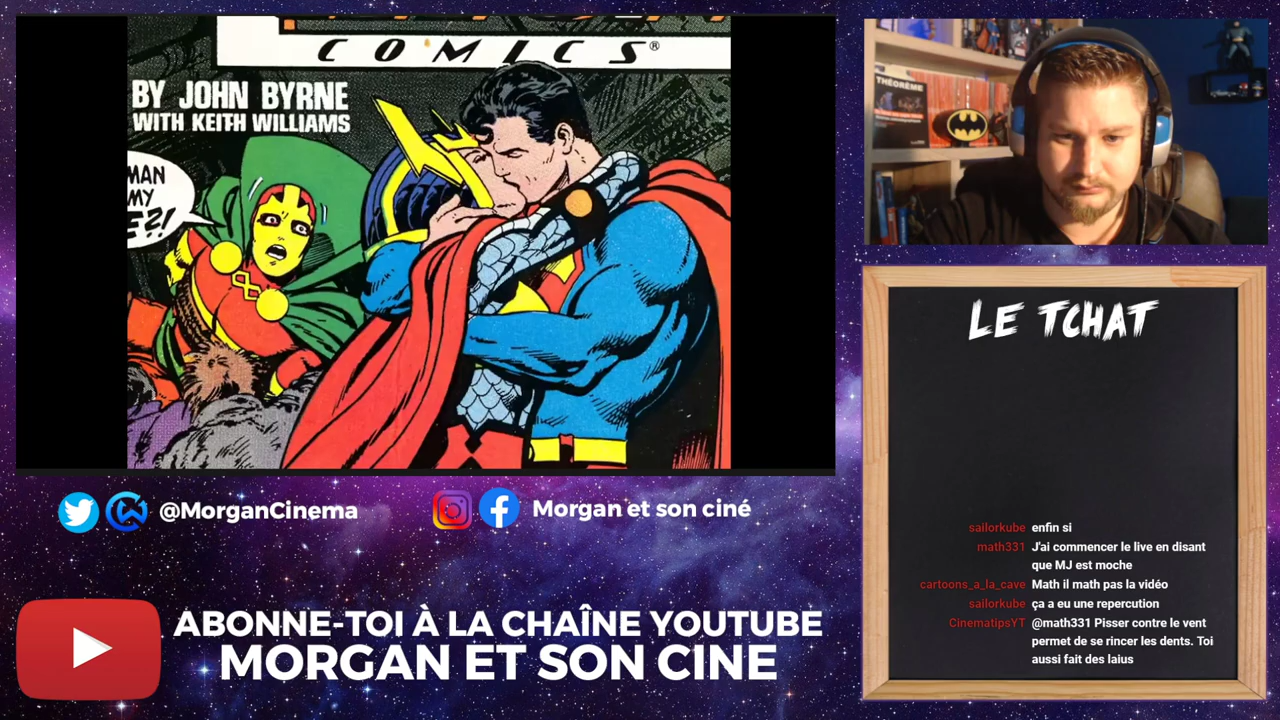 COMICS®
BY JOHN BYRNE
WITH KEITH WILLIAMS
MAN
MY
?!
THÉORÈME
LE TCHAT
sailorkube enfin si
math331 J'ai commencer le live en disant
que MJ est moche
cartoons_a_la_cave Math il math pas la vidéo
sailorkube ça a eu une repercution
CinematipsYT @math331 Pisser contre le vent
permet de se rincer les dents. Toi
aussi fait des laius
@MorganCinema
Morgan et son ciné
ABONNE-TOI À LA CHAÎNE YOUTUBE
MORGAN ET SON CINE